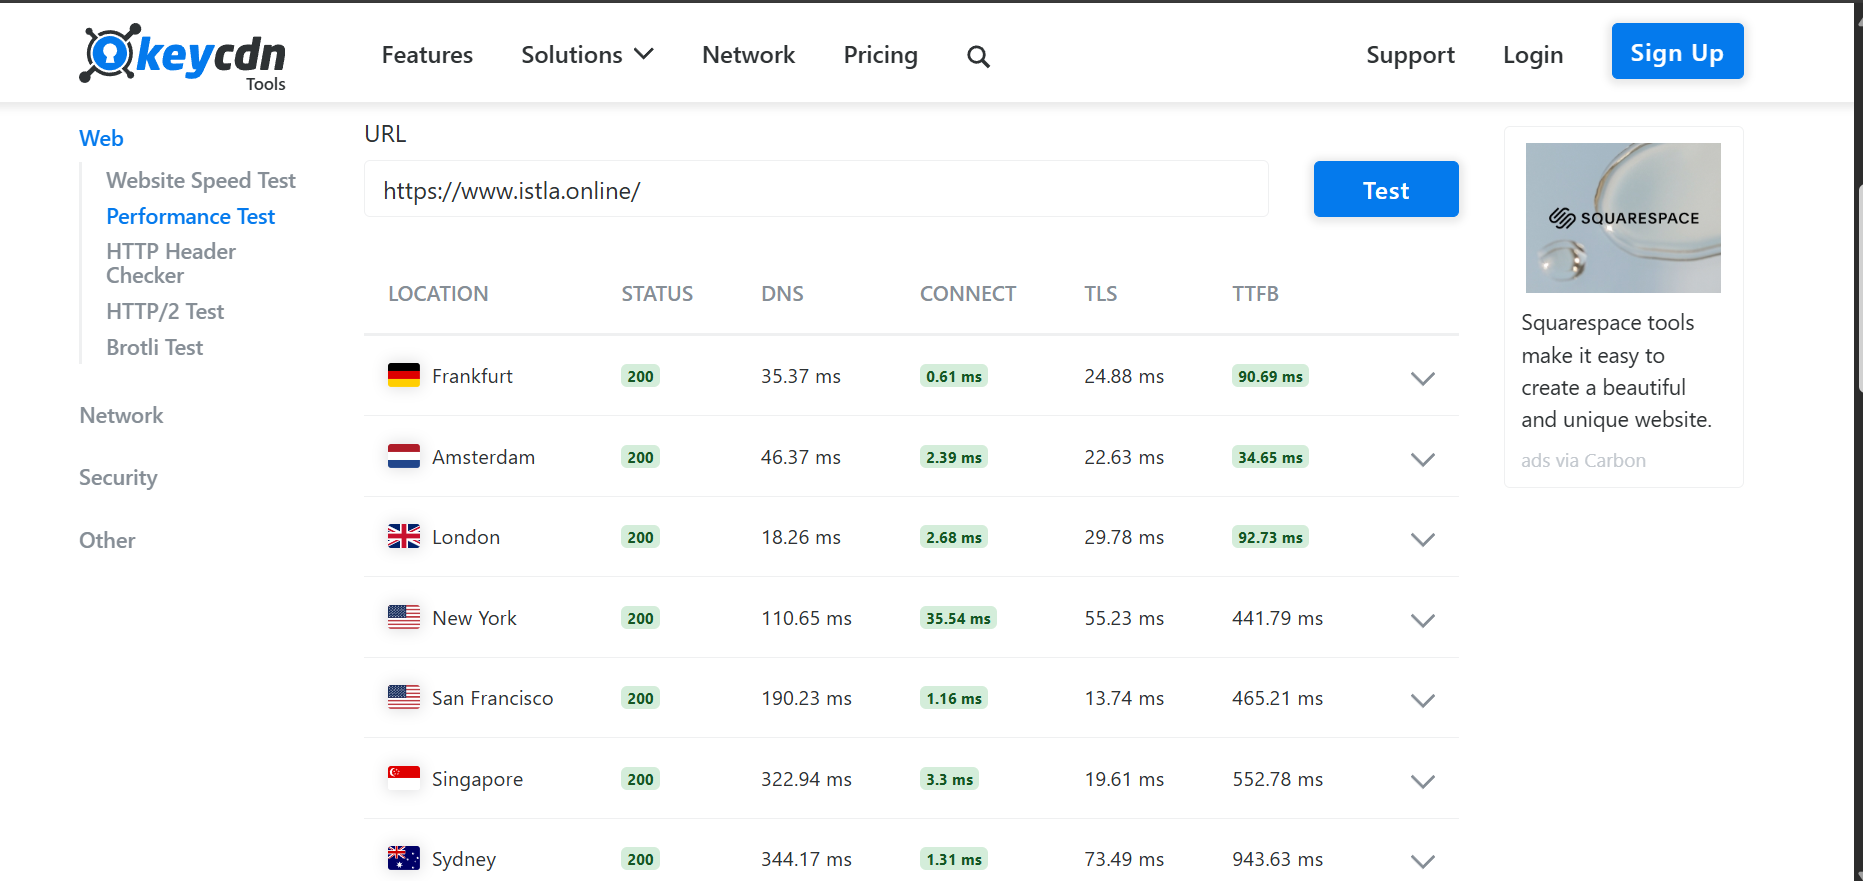 keycdn
Tools
Features
Solutions
Network
Pricing
Support
Login
Sign Up
Web
Website Speed Test
Performance Test
HTTP Header
Checker
HTTP/2 Test
Brotli Test
Network
Security
Other
URL
https://www.istla.online/
Test
LOCATION STATUS DNS CONNECT TLS TTFB
Frankfurt 200 35.37 ms 0.61 ms 24.88 ms 90.69 ms
Amsterdam 200 46.37 ms 2.39 ms 22.63 ms 34.65 ms
London 200 18.26 ms 2.68 ms 29.78 ms 92.73 ms
New York 200 110.65 ms 35.54 ms 55.23 ms 441.79 ms
San Francisco 200 190.23 ms 1.16 ms 13.74 ms 465.21 ms
Singapore 200 322.94 ms 3.3 ms 19.61 ms 552.78 ms
Sydney 200 344.17 ms 1.31 ms 73.49 ms 943.63 ms
SQUARESPACE
Squarespace tools
make it easy to
create a beautiful
and unique website.
ads via Carbon